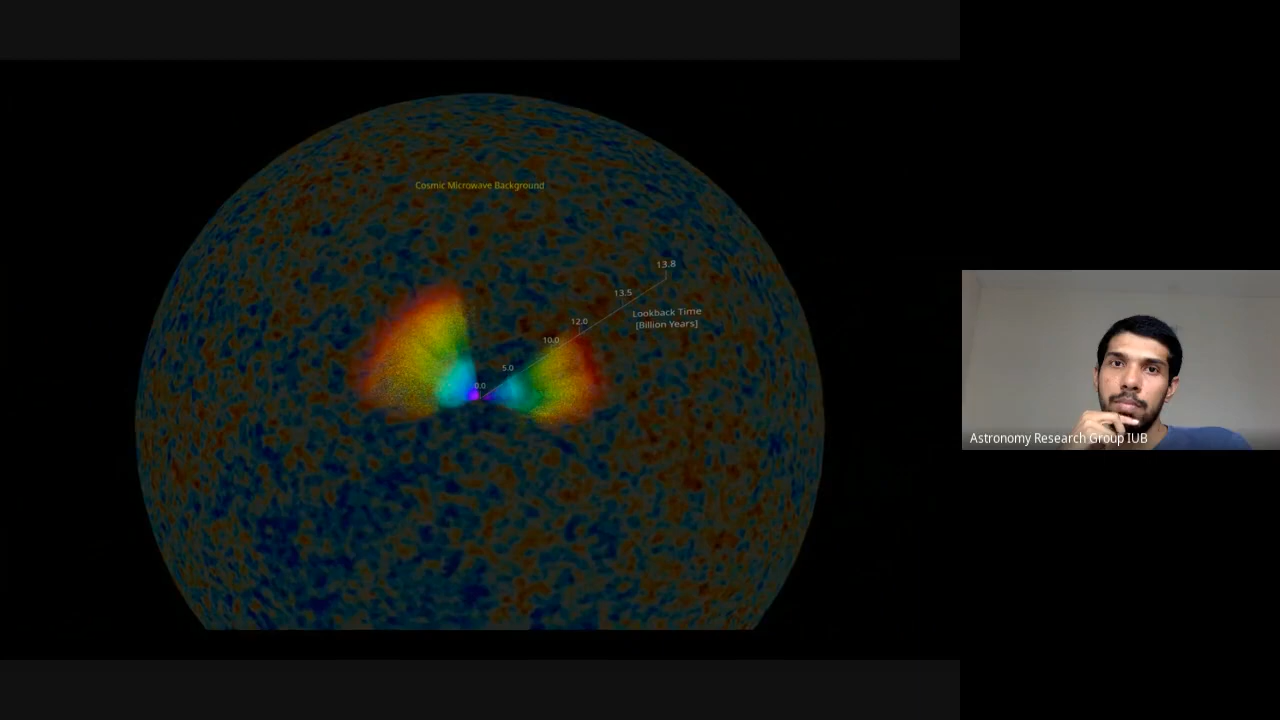 Cosmic Microwave Background
13.8
13.5
Lookback Time
[Billion Years]
12.0
10.0
5.0
0.0
Astronomy Research Group IUB